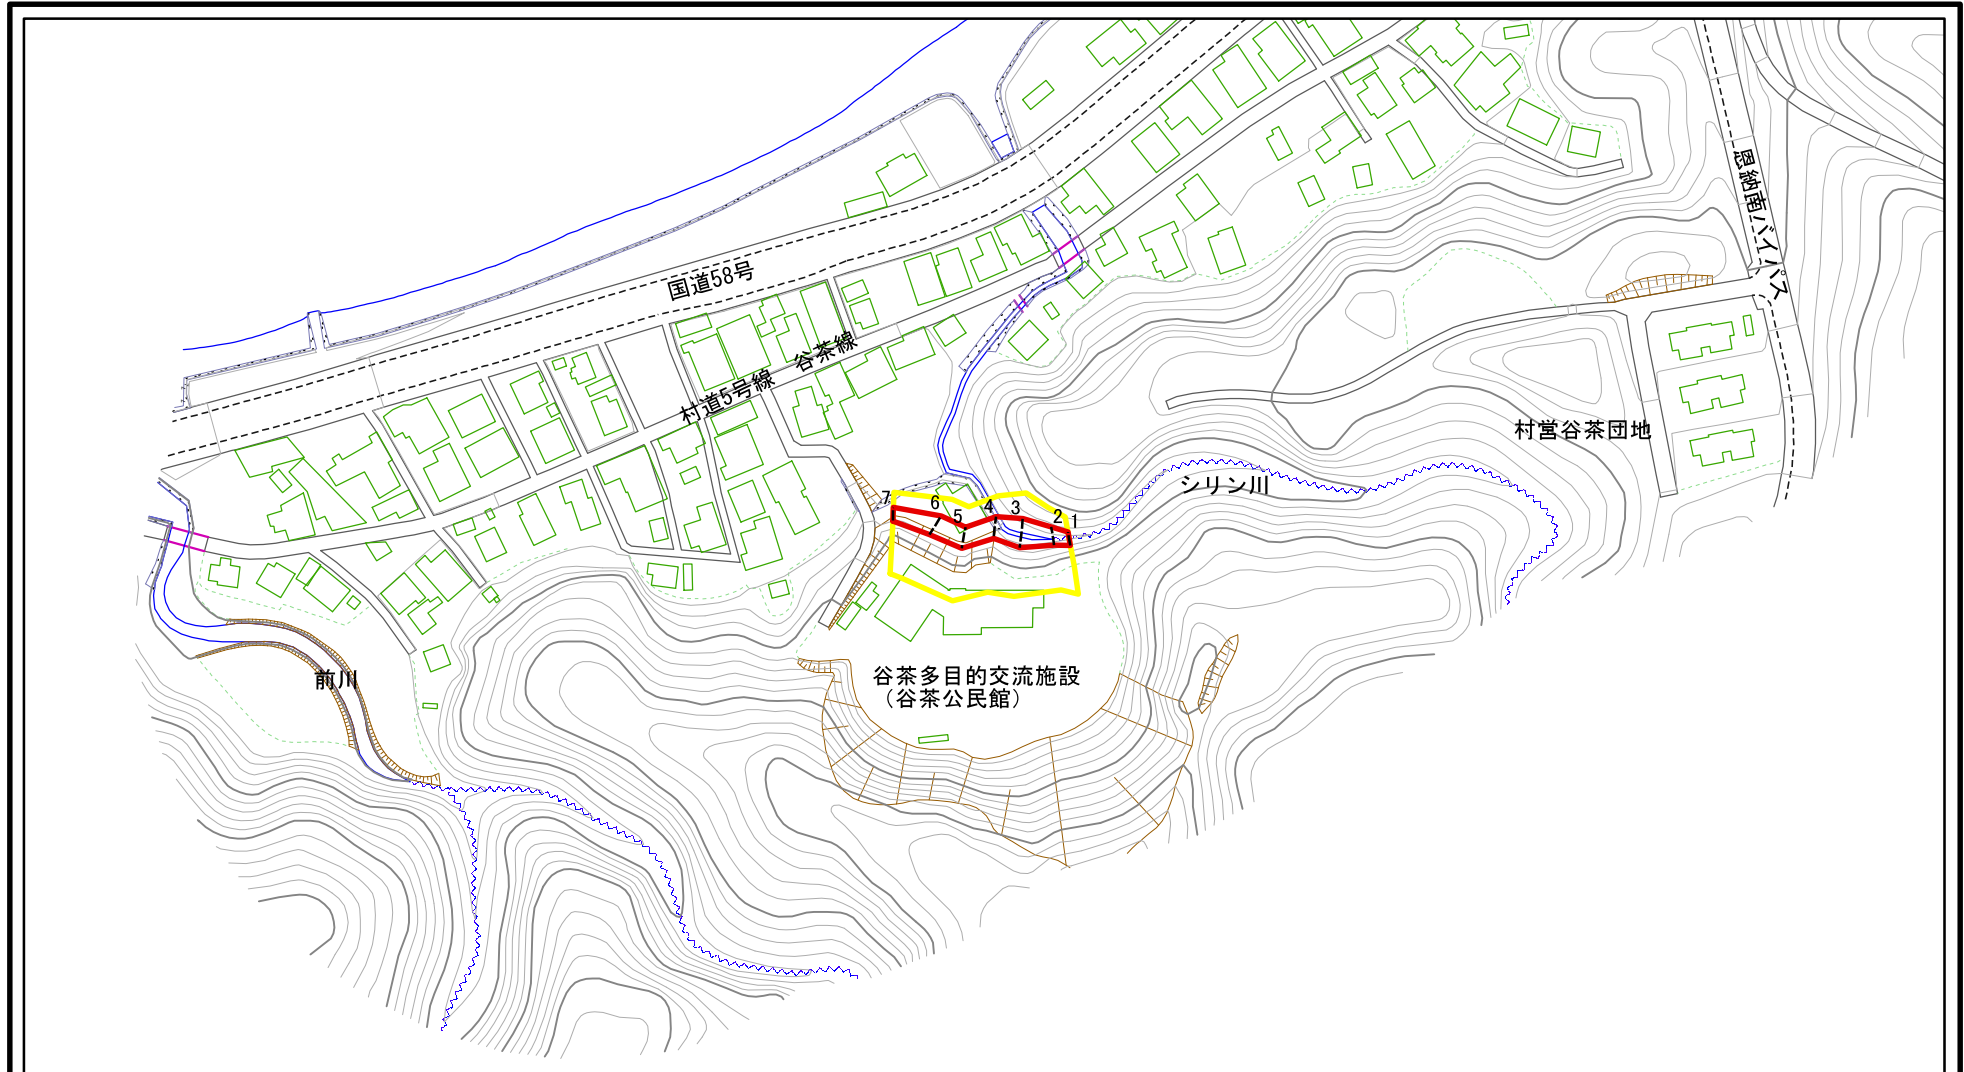 恩納南バイパス
国道58号
村道5号線　谷茶線
村営谷茶団地
シリン川
7
6
5
4
3
2
1
前川
谷茶多目的交流施設
（谷茶公民館）